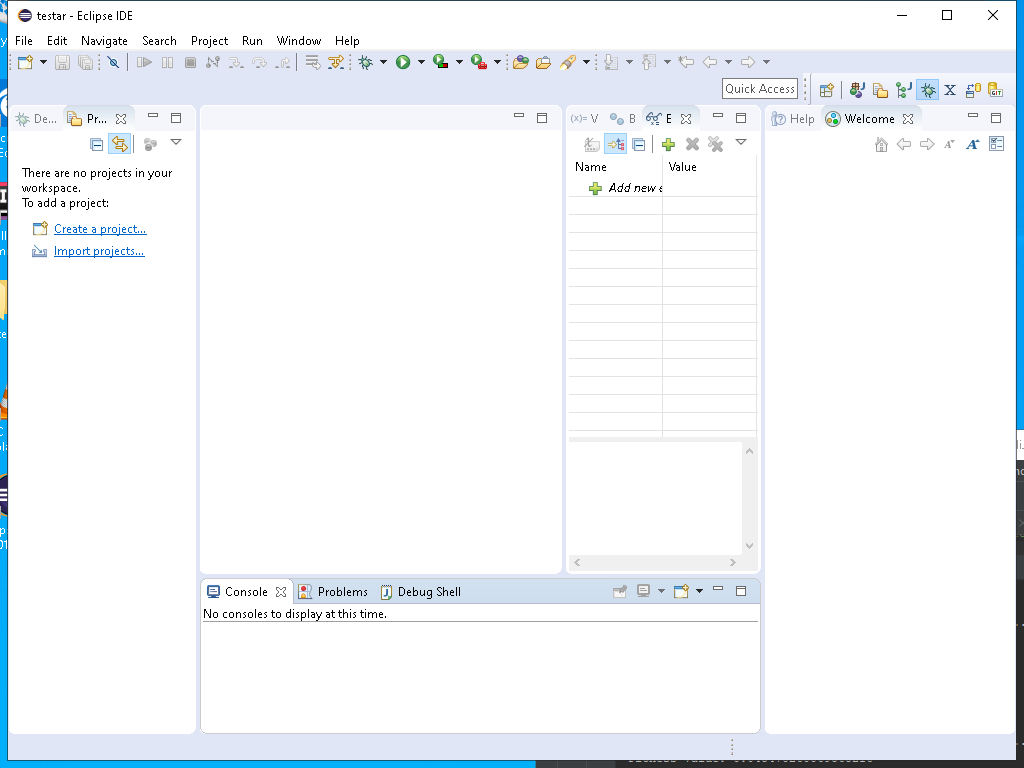 testar - Eclipse IDE
File Edit Navigate Search Project Run Window Help
Quick Access
De... Pr...
There are no projects in your
workspace.
To add a project:
Create a project...
Import projects...
(x)= V B E
Name Value
Add new e
Help Welcome
Console Problems Debug Shell
No consoles to display at this time.